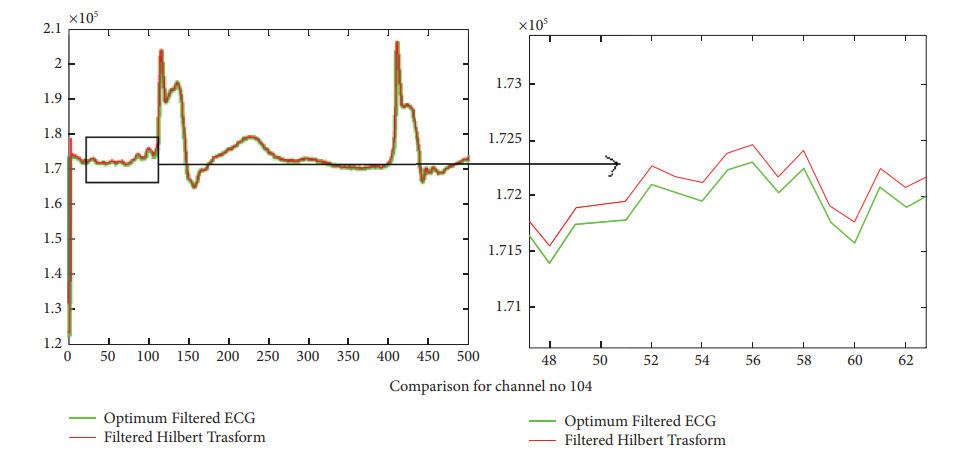 ×10⁵
2.1
2
1.9
1.8
1.7
1.6
1.5
1.4
1.3
1.2
0 50 100 150 200 250 300 350 400 450 500
×10⁵
1.73
1.725
1.72
1.715
1.71
48 50 52 54 56 58 60 62
Comparison for channel no 104
Optimum Filtered ECG
Filtered Hilbert Trasform
Optimum Filtered ECG
Filtered Hilbert Trasform